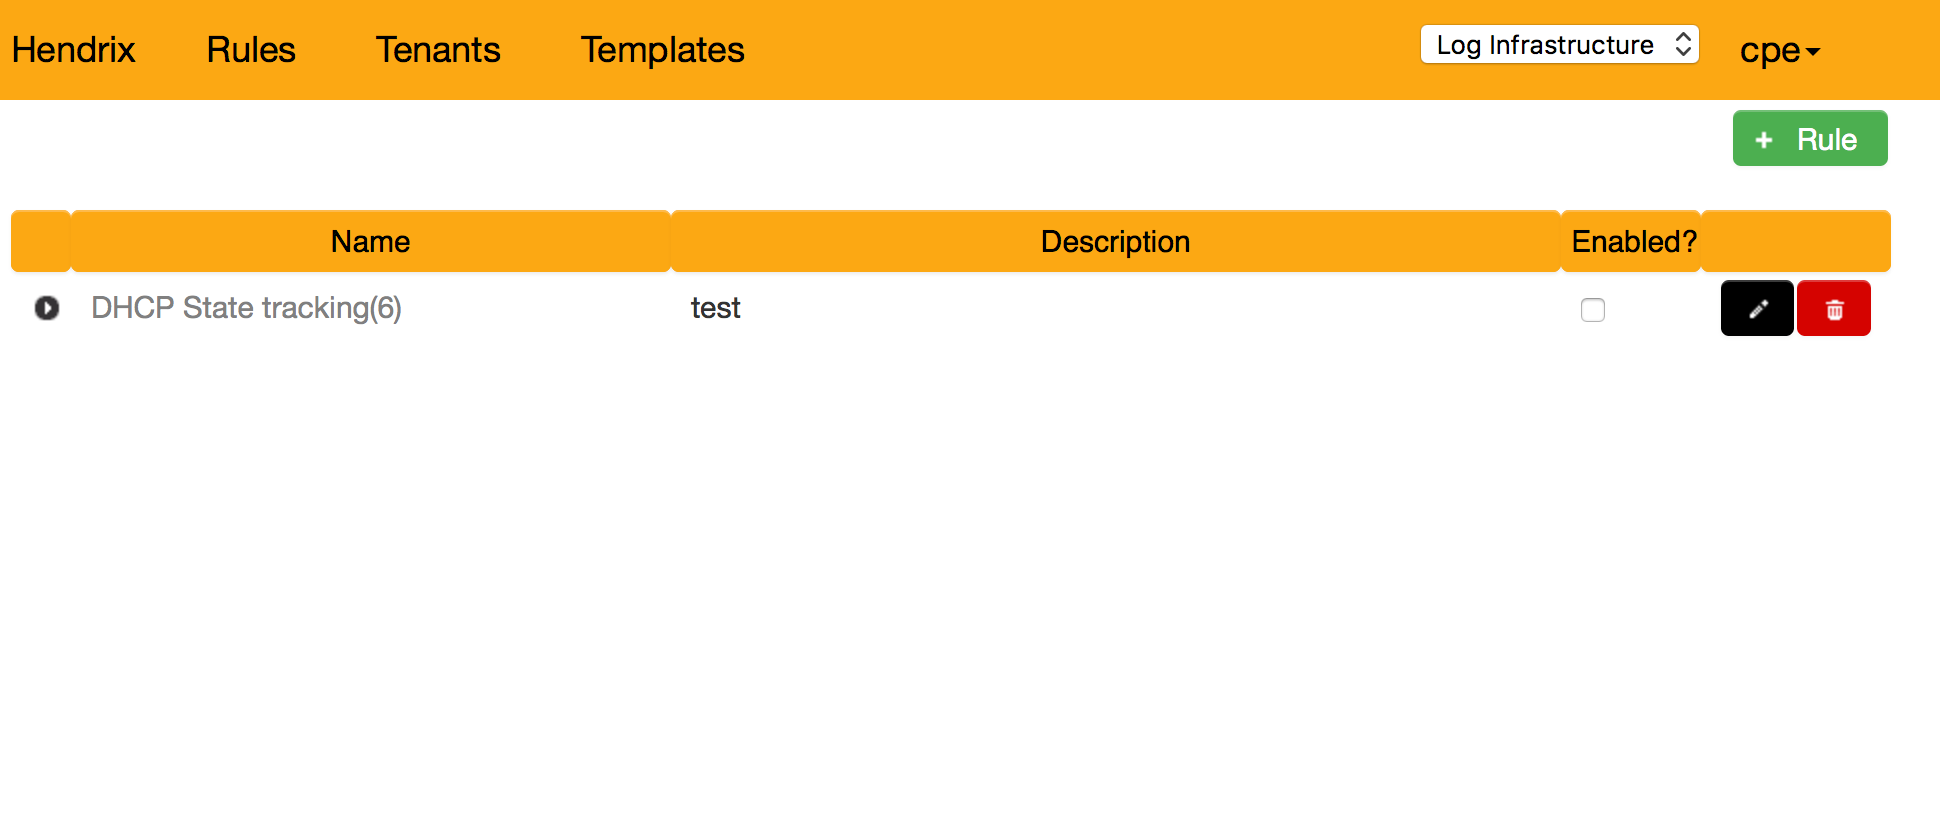 Hendrix Rules Tenants Templates Log Infrastructure cpe
+ Rule
Name Description Enabled?
DHCP State tracking(6) test